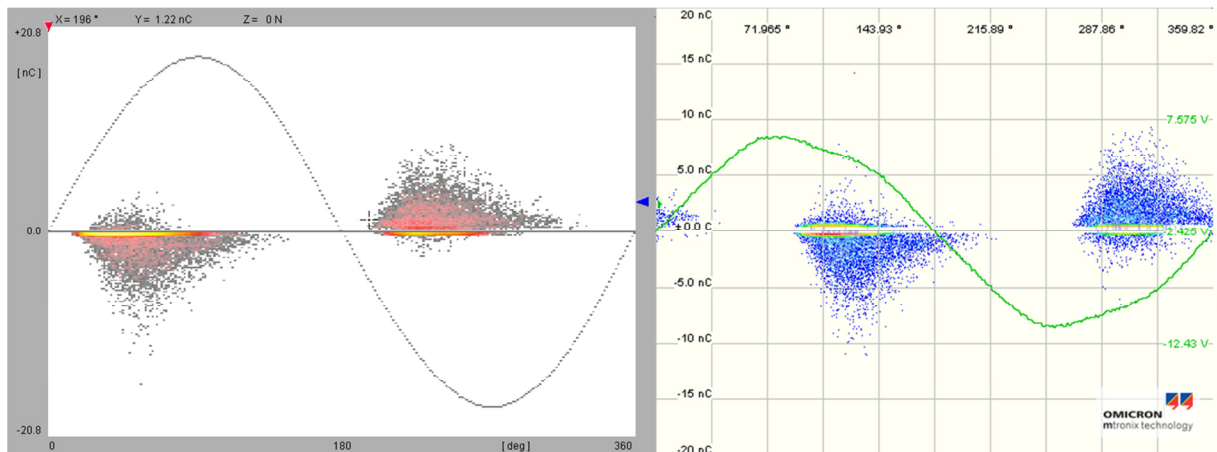 X = 196 ° Y = 1.22 nC Z = 0 N
+20.8
[ nC ]
0.0
-20.8
0
180
[ deg ]
360
20 nC
71.965 °
143.93 °
215.89 °
287.86 °
359.82 °
15 nC
10 nC
7.575 V
5.0 nC
±0.0 C
-2.425 V
-5.0 nC
-10 nC
-12.43 V
-15 nC
OMICRON
mtronix technology
-20 nC